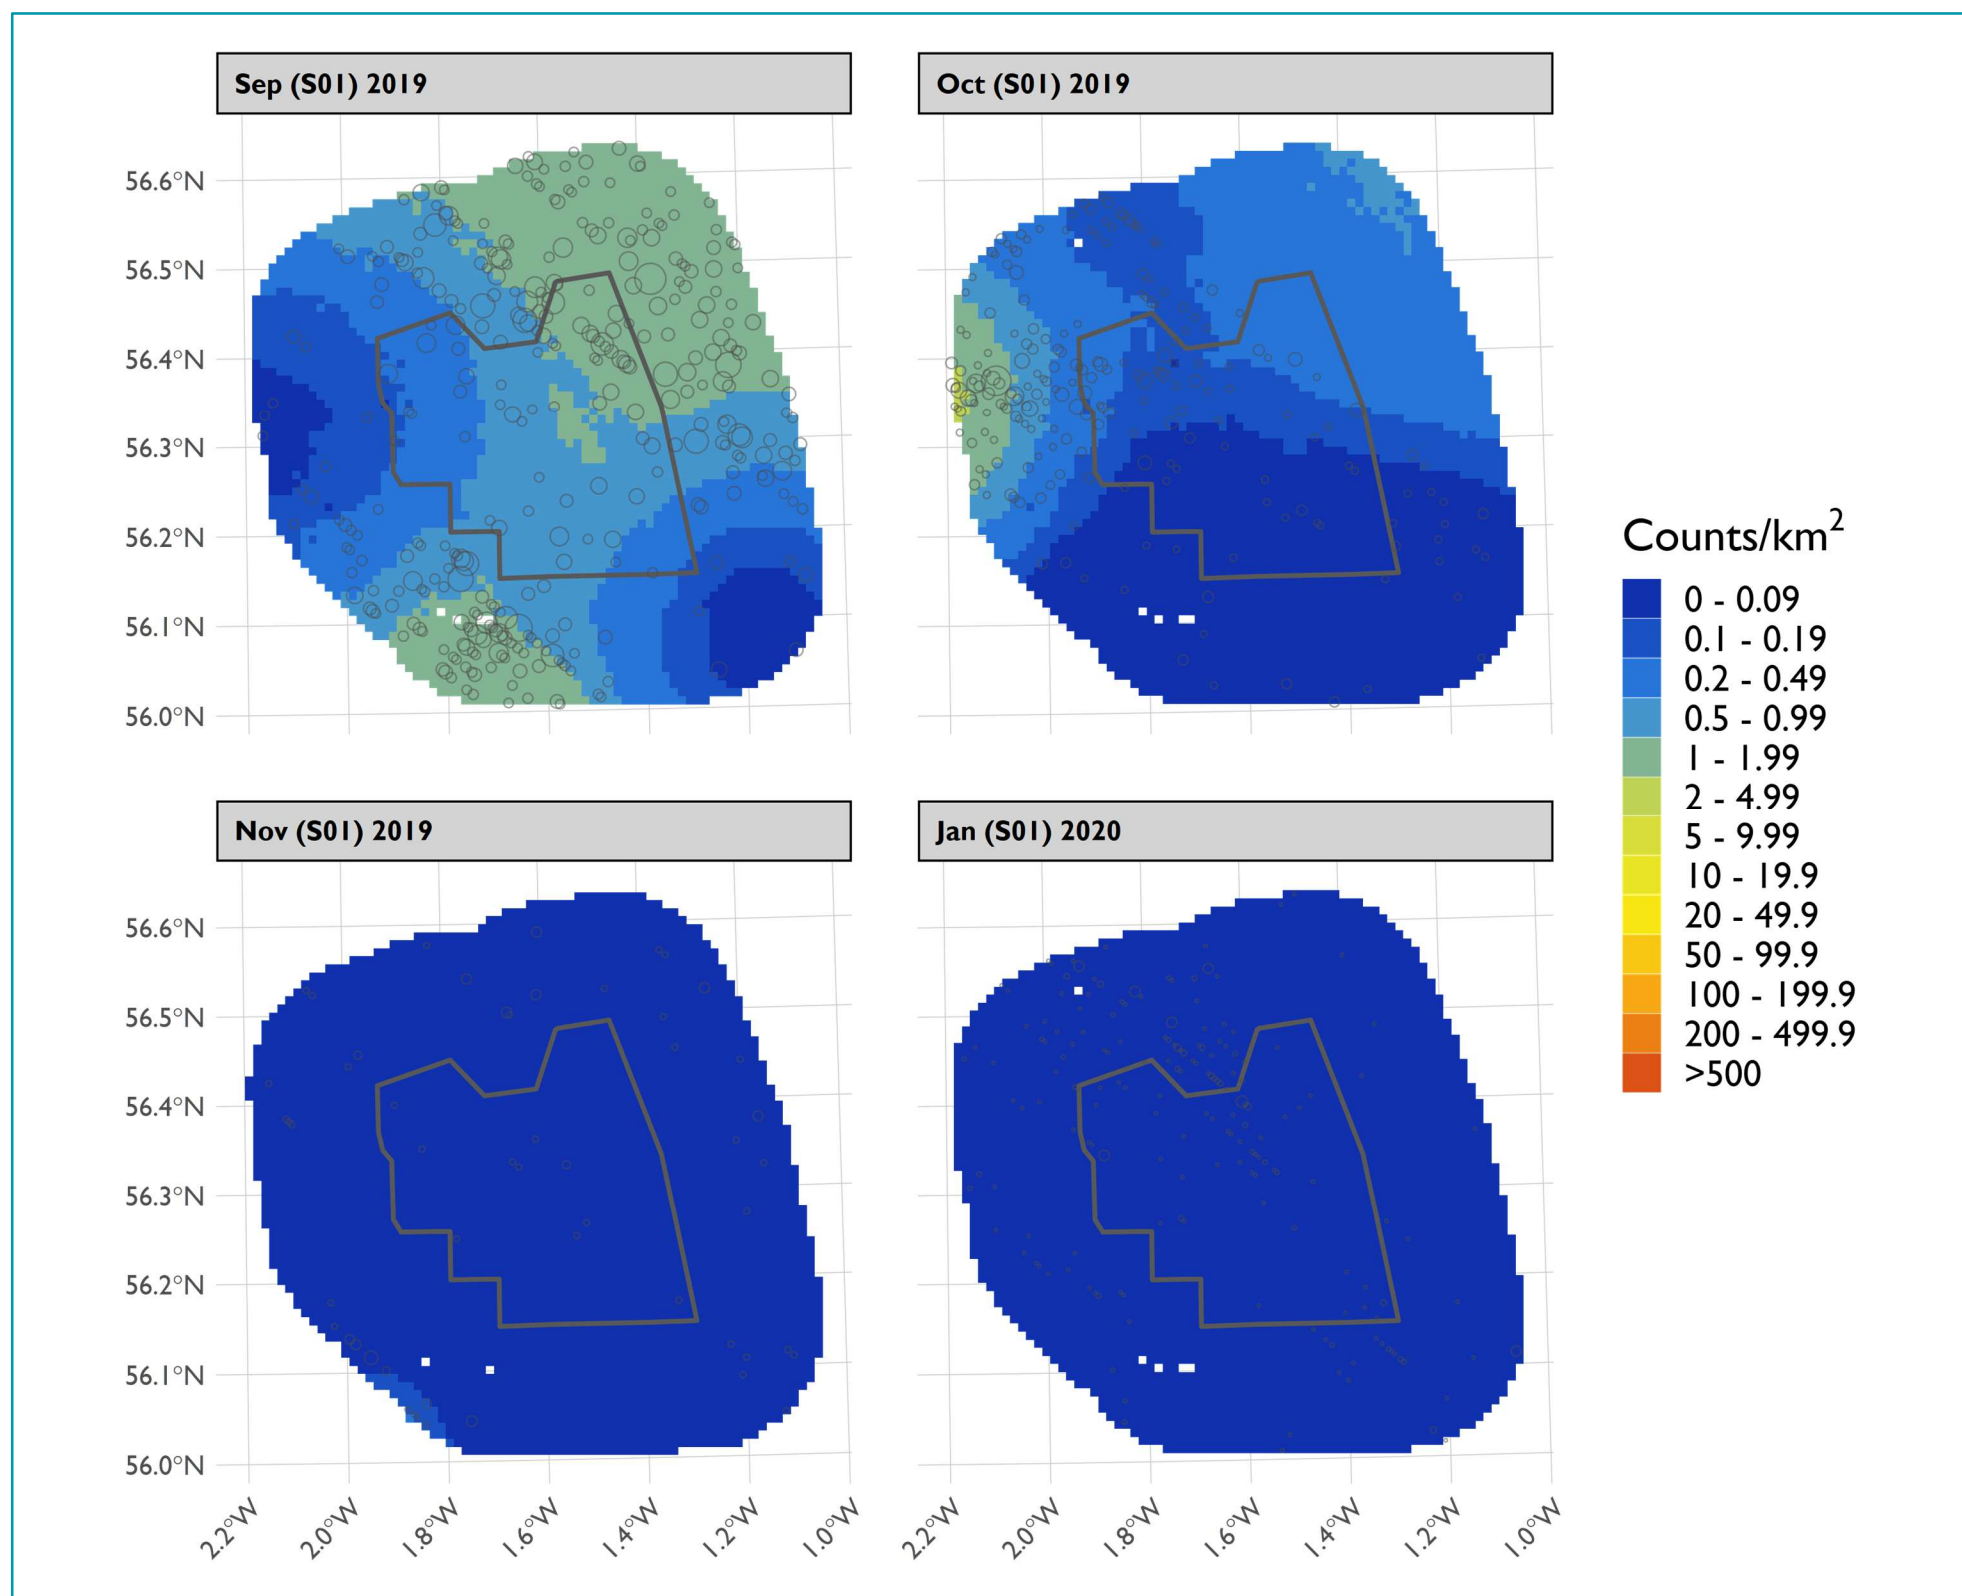 Sep (S01) 2019
Oct (S01) 2019
56.6°N
56.5°N
56.4°N
56.3°N
56.2°N
56.1°N
56.0°N
Nov (S01) 2019
Jan (S01) 2020
56.6°N
56.5°N
56.4°N
56.3°N
56.2°N
56.1°N
56.0°N
2.2°W
2.0°W
1.8°W
1.6°W
1.4°W
1.2°W
1.0°W
2.2°W
2.0°W
1.8°W
1.6°W
1.4°W
1.2°W
1.0°W
Counts/km²
0 - 0.09
0.1 - 0.19
0.2 - 0.49
0.5 - 0.99
1 - 1.99
2 - 4.99
5 - 9.99
10 - 19.9
20 - 49.9
50 - 99.9
100 - 199.9
200 - 499.9
>500